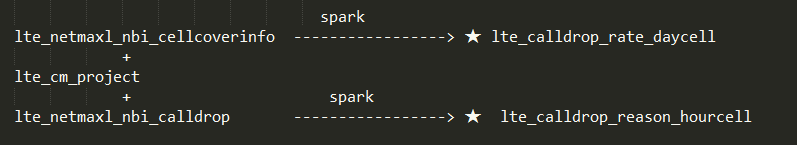 spark
lte_netmaxl_nbi_cellcoverinfo -----------------> ★ lte_calldrop_rate_daycell
+
lte_cm_project
+ spark
lte_netmaxl_nbi_calldrop -----------------> ★ lte_calldrop_reason_hourcell